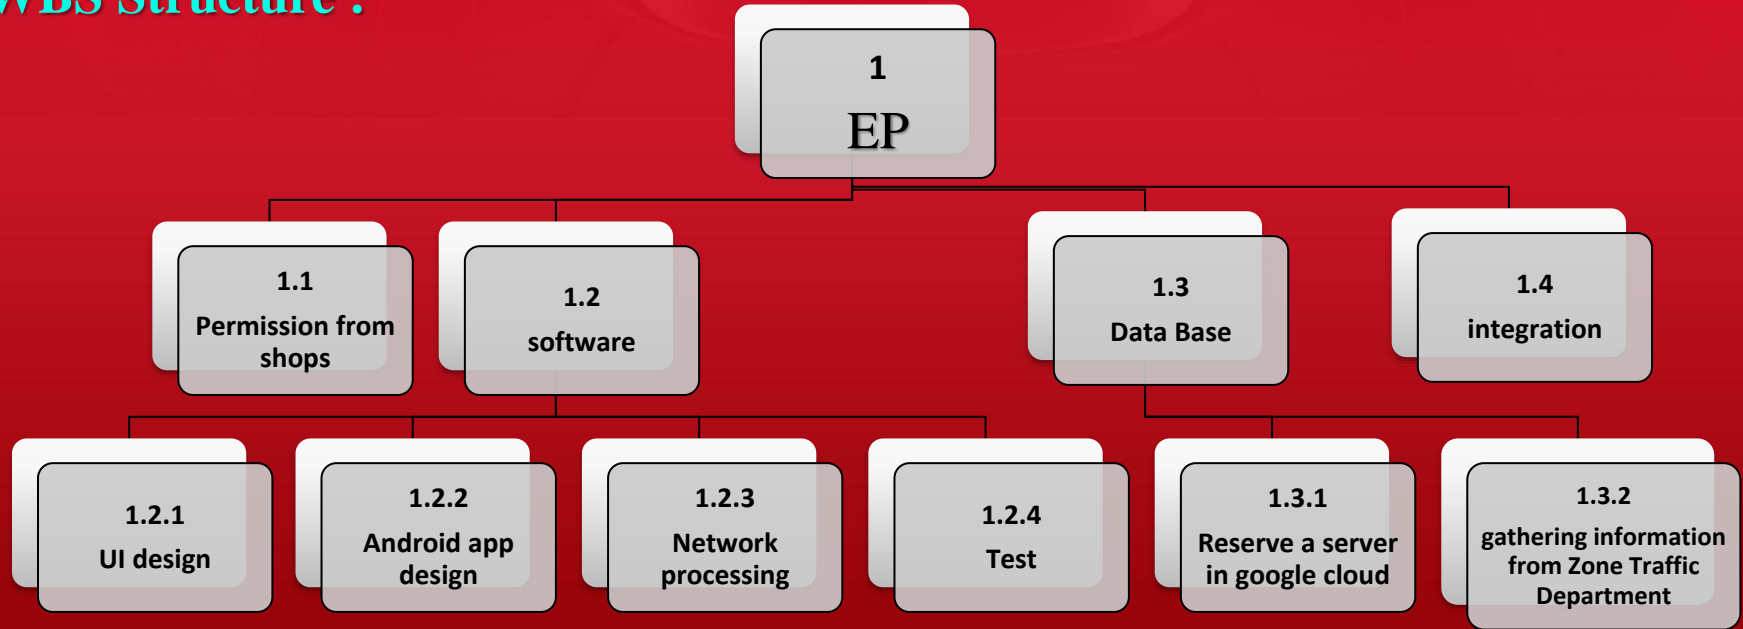 WBS Structure :
1
EP
1.1
Permission from
shops
1.2
software
1.3
Data Base
1.4
integration
1.2.1
UI design
1.2.2
Android app
design
1.2.3
Network
processing
1.2.4
Test
1.3.1
Reserve a server
in google cloud
1.3.2
gathering information
from Zone Traffic
Department